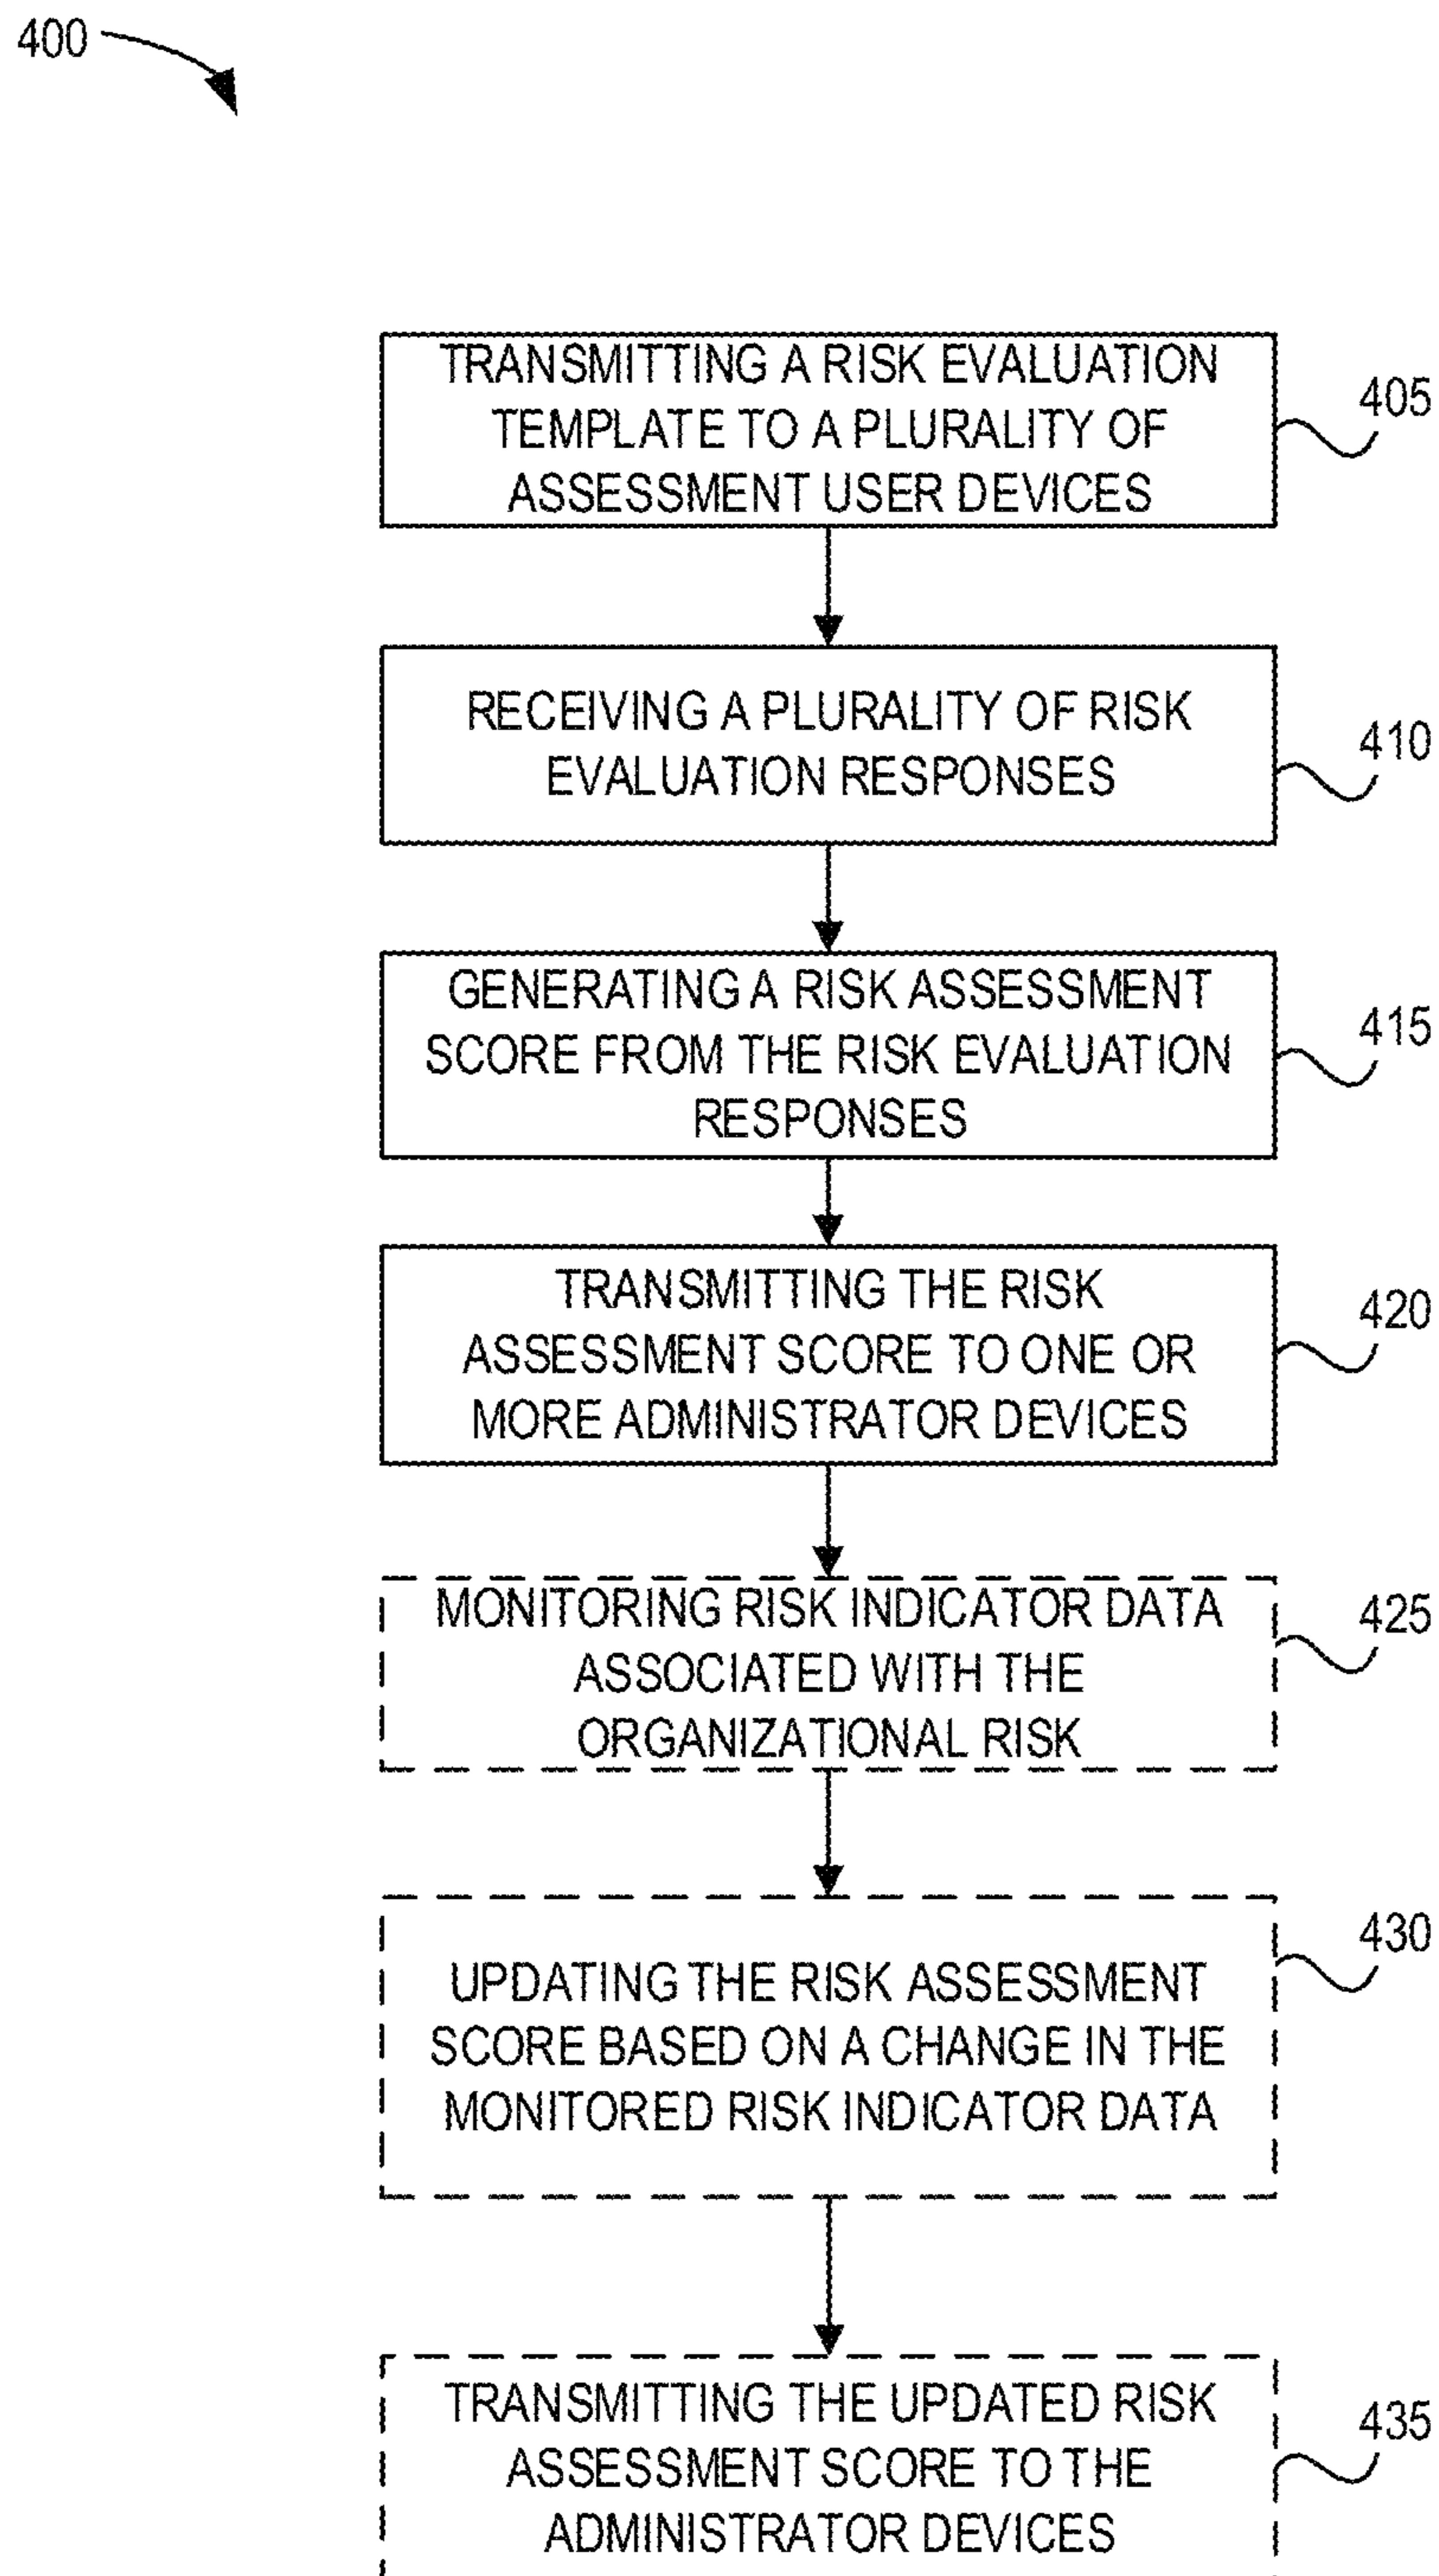 400
TRANSMITTING A RISK EVALUATION
TEMPLATE TO A PLURALITY OF
ASSESSMENT USER DEVICES
405
RECEIVING A PLURALITY OF RISK
EVALUATION RESPONSES
410
GENERATING A RISK ASSESSMENT
SCORE FROM THE RISK EVALUATION
RESPONSES
415
TRANSMITTING THE RISK
ASSESSMENT SCORE TO ONE OR
MORE ADMINISTRATOR DEVICES
420
MONITORING RISK INDICATOR DATA
ASSOCIATED WITH THE
ORGANIZATIONAL RISK
425
UPDATING THE RISK ASSESSMENT
SCORE BASED ON A CHANGE IN THE
MONITORED RISK INDICATOR DATA
430
TRANSMITTING THE UPDATED RISK
ASSESSMENT SCORE TO THE
ADMINISTRATOR DEVICES
435